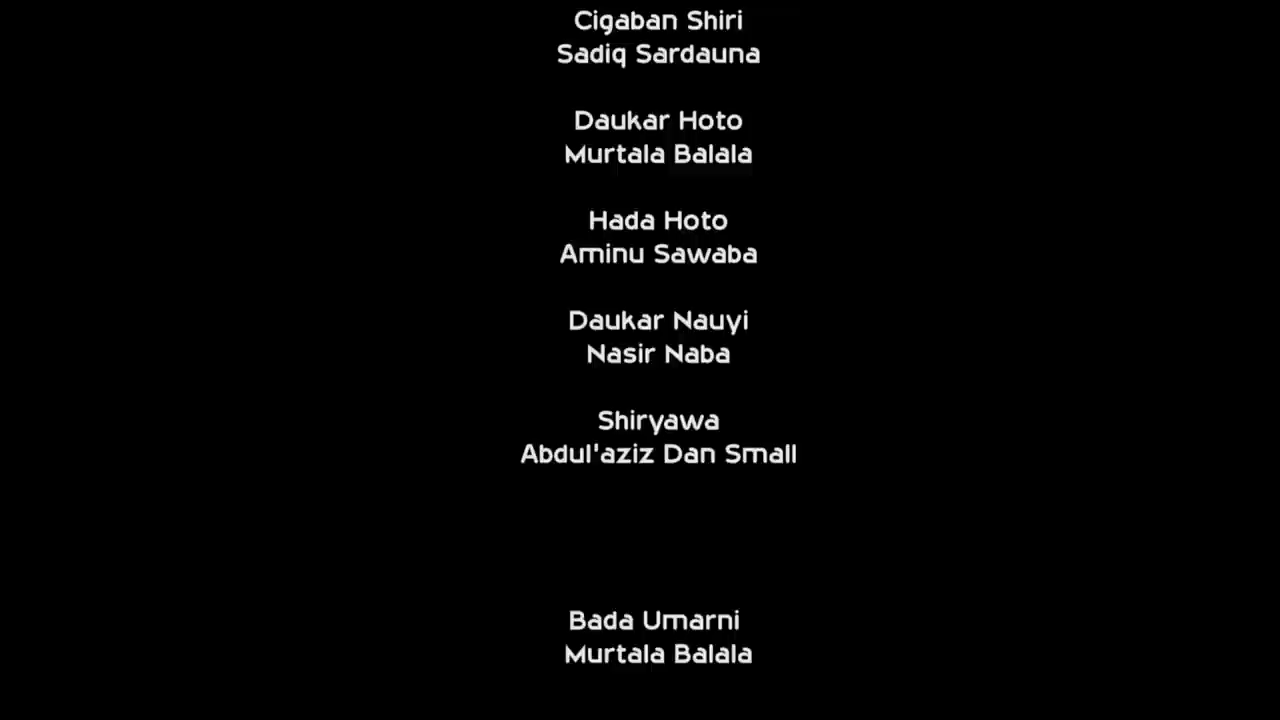 Cigaban Shiri
Sadiq Sardauna
Daukar Hoto
Murtala Balala
Hada Hoto
Aminu Sawaba
Daukar Nauyi
Nasir Naba
Shiryawa
Abdul'aziz Dan Small
Bada Umarni
Murtala Balala